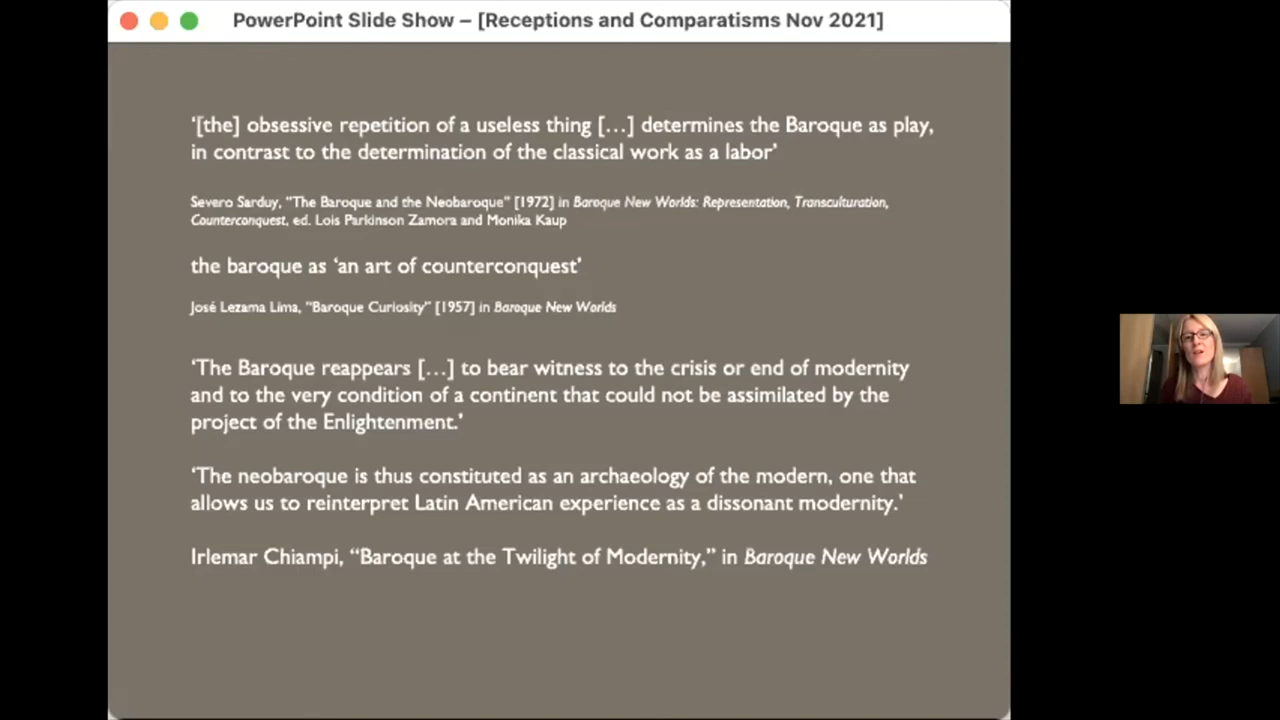 PowerPoint Slide Show – [Receptions and Comparatisms Nov 2021]
‘[the] obsessive repetition of a useless thing […] determines the Baroque as play,
in contrast to the determination of the classical work as a labor’
Severo Sarduy, "The Baroque and the Neobaroque" [1972] in Baroque New Worlds: Representation, Transculturation,
Counterconquest, ed. Lois Parkinson Zamora and Monika Kaup
the baroque as ‘an art of counterconquest’
José Lezama Lima, "Baroque Curiosity" [1957] in Baroque New Worlds
‘The Baroque reappears […] to bear witness to the crisis or end of modernity
and to the very condition of a continent that could not be assimilated by the
project of the Enlightenment.’
‘The neobaroque is thus constituted as an archaeology of the modern, one that
allows us to reinterpret Latin American experience as a dissonant modernity.’
Irlemar Chiampi, “Baroque at the Twilight of Modernity,” in Baroque New Worlds